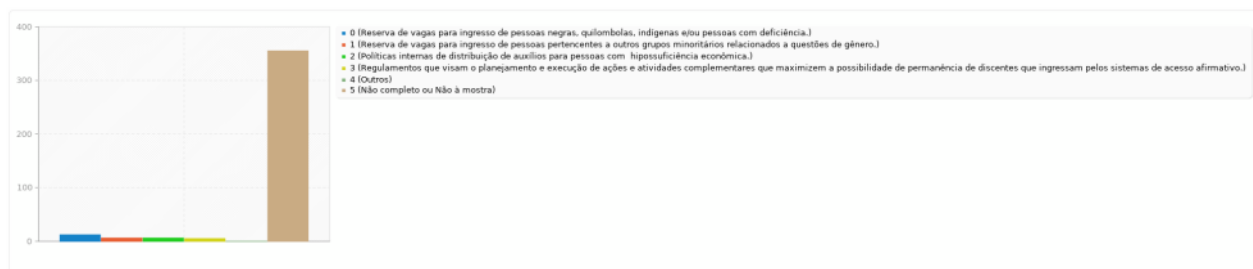 400
300
200
100
0
0 (Reserva de vagas para ingresso de pessoas negras, quilombolas, indígenas e/ou pessoas com deficiência.)
1 (Reserva de vagas para ingresso de pessoas pertencentes a outros grupos minoritários relacionados a questões de gênero.)
2 (Políticas internas de distribuição de auxílios para pessoas com  hipossuficiência econômica.)
3 (Regulamentos que visam o planejamento e execução de ações e atividades complementares que maximizem a possibilidade de permanência de discentes que ingressam pelos sistemas de acesso afirmativo.)
4 (Outros)
5 (Não completo ou Não à mostra)